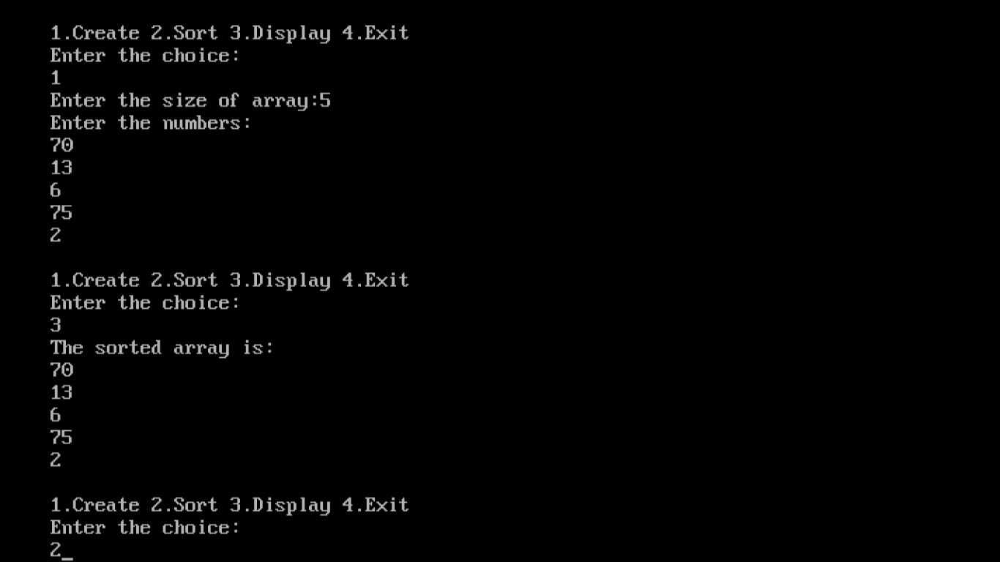 1.Create 2.Sort 3.Display 4.Exit
Enter the choice:
1
Enter the size of array:5
Enter the numbers:
70
13
6
75
2
1.Create 2.Sort 3.Display 4.Exit
Enter the choice:
3
The sorted array is:
70
13
6
75
2
1.Create 2.Sort 3.Display 4.Exit
Enter the choice:
2_